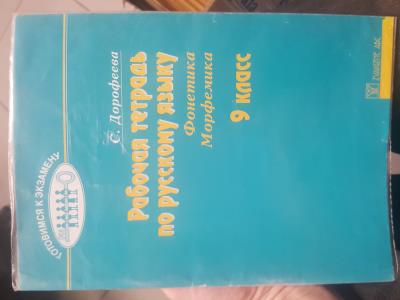 С. Дорофеева
Рабочая тетрадь
по русскому языку
Фонетика
Морфемика
9 класс
ГОТОВИМСЯ К ЭКЗАМЕНУ